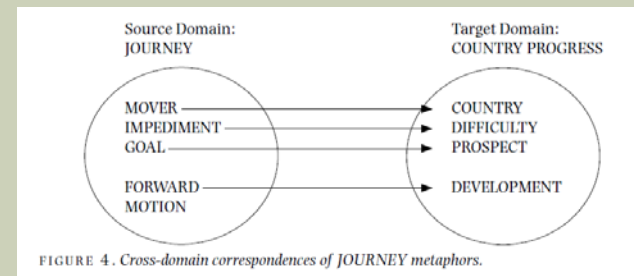 Source Domain: Target Domain:
JOURNEY COUNTRY PROGRESS
MOVER COUNTRY
IMPEDIMENT DIFFICULTY
GOAL PROSPECT
FORWARD DEVELOPMENT
MOTION
FIGURE 4. Cross-domain correspondences of JOURNEY metaphors.